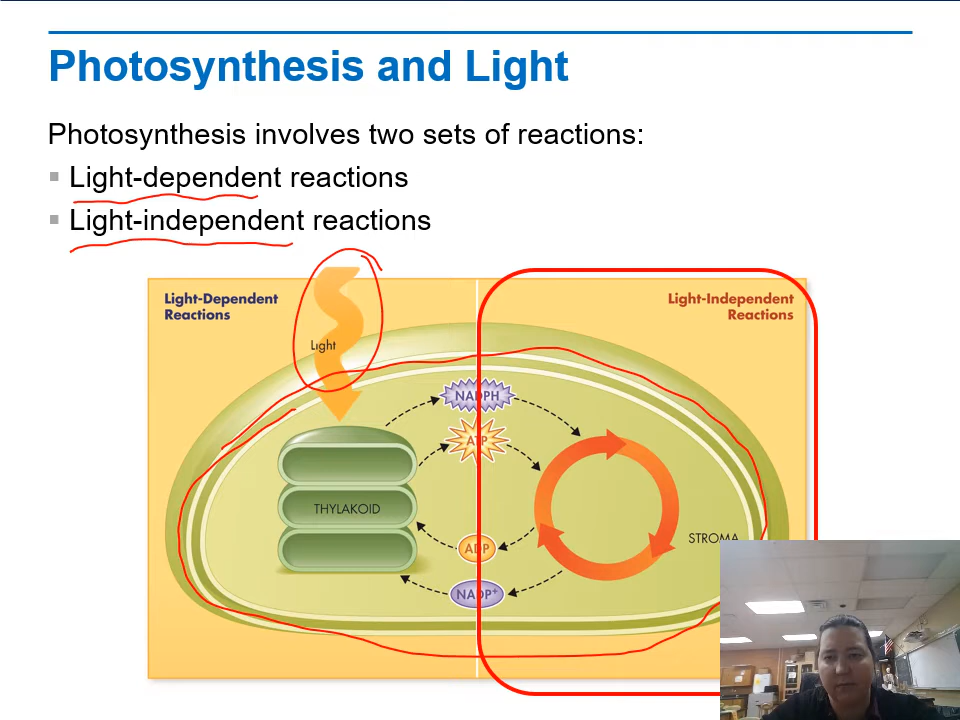 Photosynthesis and Light
Photosynthesis involves two sets of reactions:
Light-dependent reactions
Light-independent reactions
Light-Dependent
Reactions
Light-Independent
Reactions
Light
NADPH
ATP
THYLAKOID
STROMA
ADP
NADP+